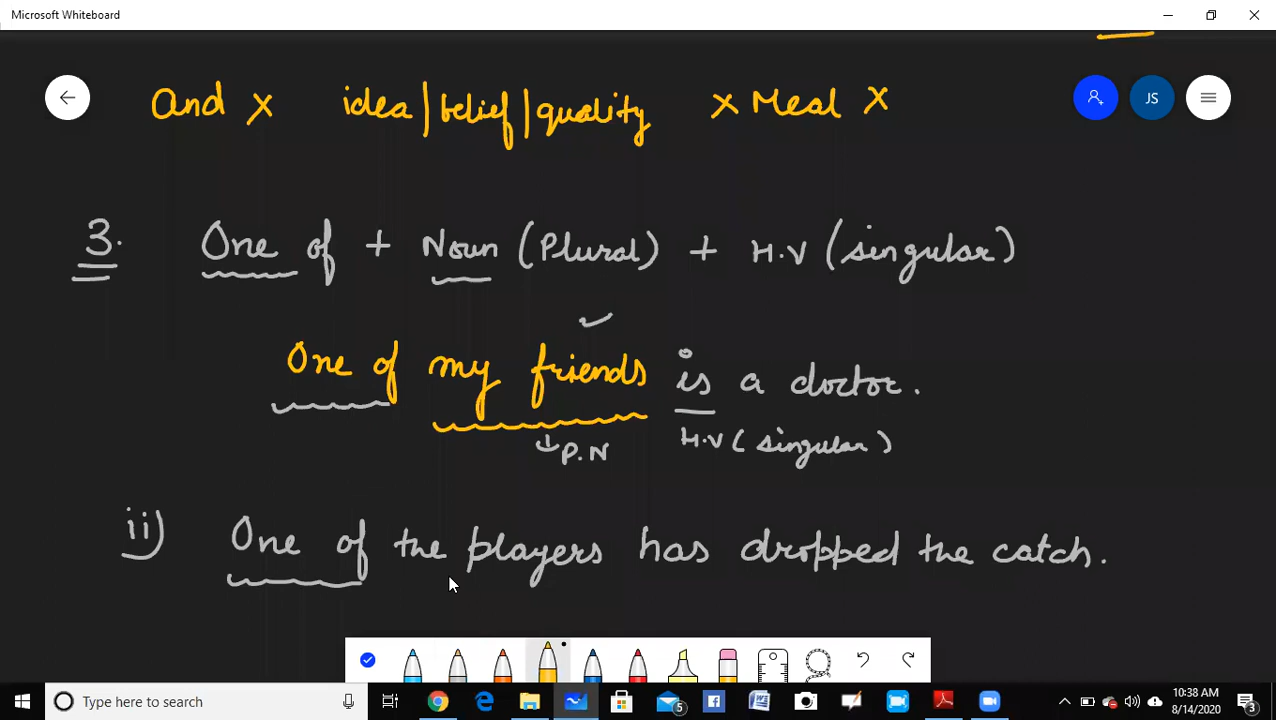 Microsoft Whiteboard
And x idea|belief|quality x Meal x
JS
3. One of + Noun (Plural) + H.V (singular)
One of my friends is a doctor.
P.N H.V (singular)
ii) One of the players has dropped the catch.
Type here to search
5
10:38 AM
8/14/2020
3